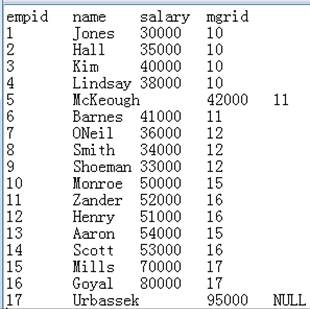 empid name salary mgrid
1 Jones 30000 10
2 Hall 35000 10
3 Kim 40000 10
4 Lindsay 38000 10
5 McKeough 42000 11
6 Barnes 41000 11
7 ONeil 36000 12
8 Smith 34000 12
9 Shoeman 33000 12
10 Monroe 50000 15
11 Zander 52000 16
12 Henry 51000 16
13 Aaron 54000 15
14 Scott 53000 16
15 Mills 70000 17
16 Goyal 80000 17
17 Urbassek 95000 NULL